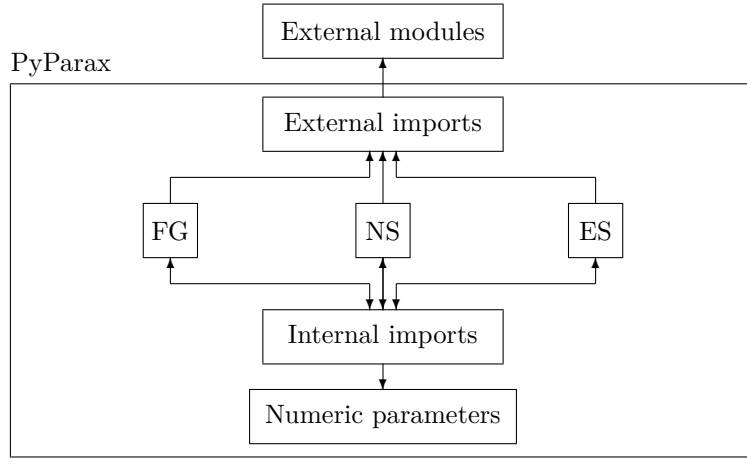 External modules
PyParax
External imports
FG
NS
ES
Internal imports
Numeric parameters